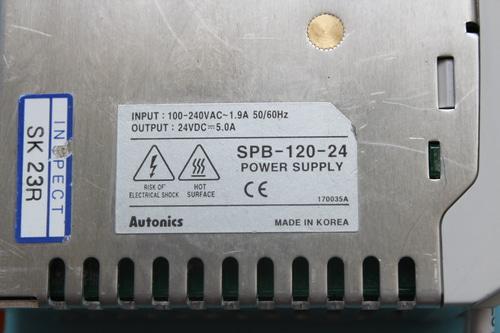 INPUT : 100-240VAC~1.9A 50/60Hz
OUTPUT : 24VDC⎓5.0A
SPB-120-24
POWER SUPPLY
RISK OF
ELECTRICAL SHOCK
HOT
SURFACE
CE
170035A
Autonics
MADE IN KOREA
INSPECT
SK 23R